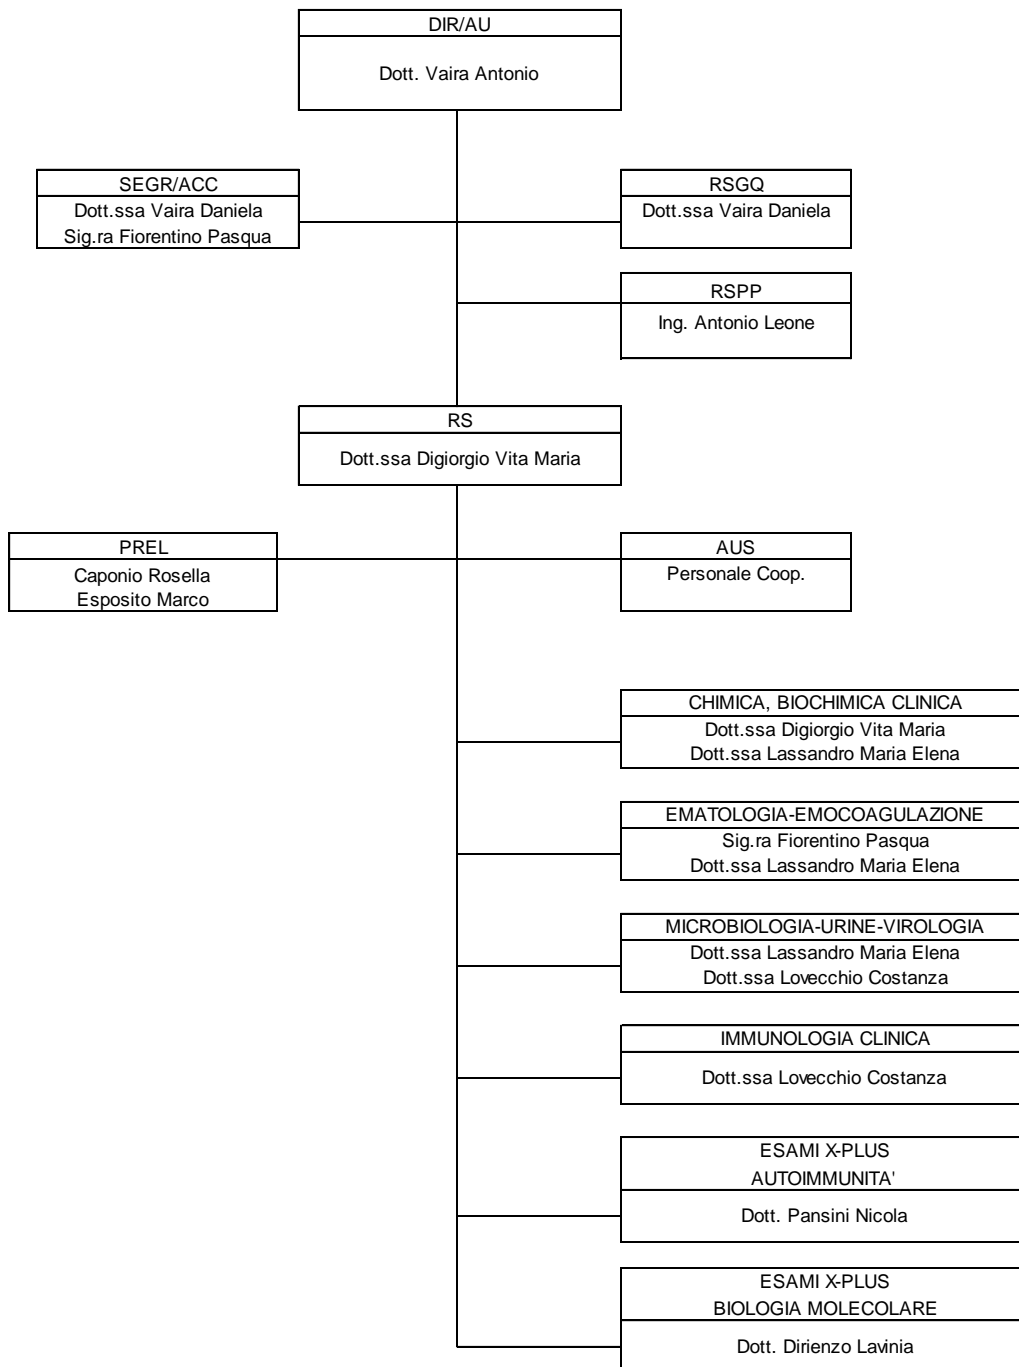 DIR/AU
Dott. Vaira Antonio
SEGR/ACC
Dott.ssa Vaira Daniela
Sig.ra Fiorentino Pasqua
RSGQ
Dott.ssa Vaira Daniela
RSPP
Ing. Antonio Leone
RS
Dott.ssa Digiorgio Vita Maria
PREL
Caponio Rosella
Esposito Marco
AUS
Personale Coop.
CHIMICA, BIOCHIMICA CLINICA
Dott.ssa Digiorgio Vita Maria
Dott.ssa Lassandro Maria Elena
EMATOLOGIA-EMOCOAGULAZIONE
Sig.ra Fiorentino Pasqua
Dott.ssa Lassandro Maria Elena
MICROBIOLOGIA-URINE-VIROLOGIA
Dott.ssa Lassandro Maria Elena
Dott.ssa Lovecchio Costanza
IMMUNOLOGIA CLINICA
Dott.ssa Lovecchio Costanza
ESAMI X-PLUS
AUTOIMMUNITA'
Dott. Pansini Nicola
ESAMI X-PLUS
BIOLOGIA MOLECOLARE
Dott. Dirienzo Lavinia